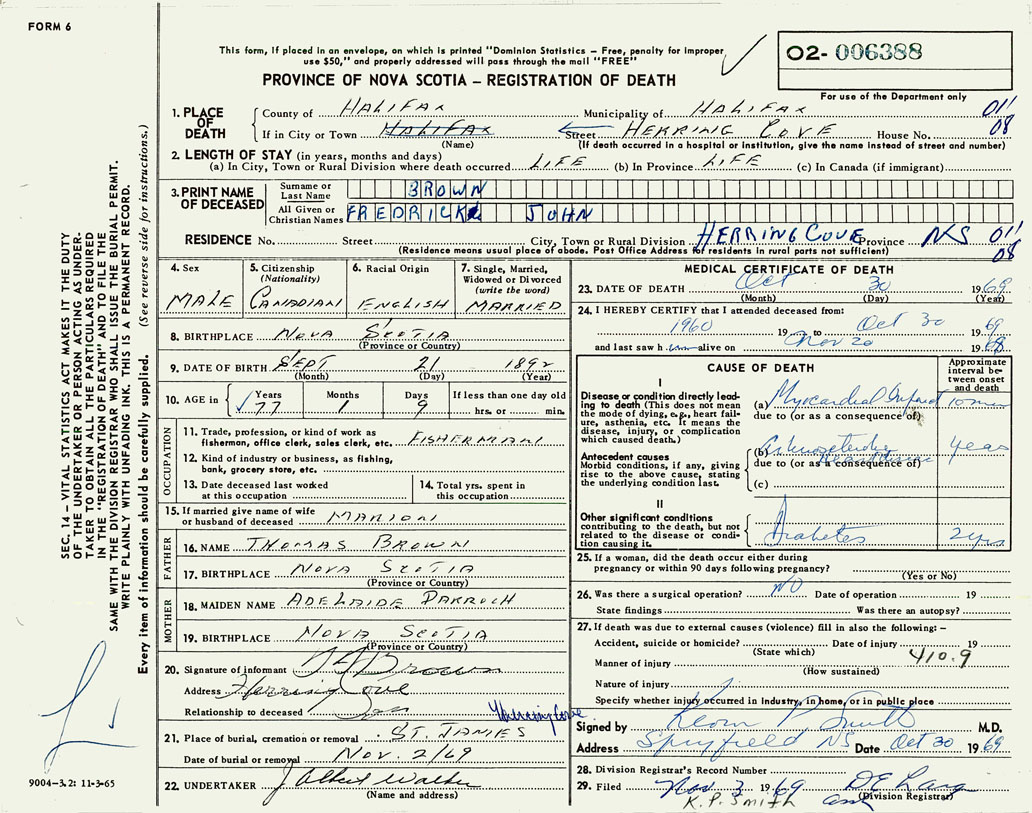 FORM 6
This form, if placed in an envelope, on which is printed "Dominion Statistics – Free, penalty for improper
use $50," and properly addressed will pass through the mail "FREE"
PROVINCE OF NOVA SCOTIA – REGISTRATION OF DEATH
O2- 006388
For use of the Department only
1. PLACE OF DEATH County of HALIFAX Municipality of HALIFAX 011
If in City or Town HALIFAX Street HERRING COVE House No. 08
(Name) (If death occurred in a hospital or institution, give the name instead of street and number)
2. LENGTH OF STAY (in years, months and days)
(a) In City, Town or Rural Division where death occurred LIFE (b) In Province LIFE (c) In Canada (if immigrant)
3. PRINT NAME OF DECEASED Surname or Last Name BROWN
All Given or Christian Names FREDRICK JOHN
RESIDENCE No. Street City, Town or Rural Division HERRING COVE Province NS 011
(Residence means usual place of abode. Post Office Address for residents in rural parts not sufficient) 08
4. Sex MALE
5. Citizenship (Nationality) CANADIAN
6. Racial Origin ENGLISH
7. Single, Married, Widowed or Divorced (write the word) MARRIED
8. BIRTHPLACE NOVA SCOTIA
(Province or Country)
9. DATE OF BIRTH SEPT 21 1892
(Month) (Day) (Year)
10. AGE in Years 77 Months 1 Days 9 If less than one day old hrs. or min.
OCCUPATION
11. Trade, profession, or kind of work as fisherman, office clerk, sales clerk, etc. FISHERMAN
12. Kind of industry or business, as fishing, bank, grocery store, etc.
13. Date deceased last worked at this occupation
14. Total yrs. spent in this occupation
15. If married give name of wife or husband of deceased MARION
FATHER
16. NAME THOMAS BROWN
17. BIRTHPLACE NOVA SCOTIA
(Province or Country)
MOTHER
18. MAIDEN NAME ADELAIDE
19. BIRTHPLACE NOVA SCOTIA
(Province or Country)
20. Signature of informant Brown
Address Herring Cove
Relationship to deceased Son
Herring Cove
21. Place of burial, cremation or removal ST. JAMES
Date of burial or removal NOV. 2/69
22. UNDERTAKER J Albert Walker
(Name and address)
MEDICAL CERTIFICATE OF DEATH
23. DATE OF DEATH Oct 30 1969
(Month) (Day) (Year)
24. I HEREBY CERTIFY that I attended deceased from:
1960 19 to Oct 30 1969
and last saw h im alive on Nov 20 19
CAUSE OF DEATH
Approximate interval between onset and death
I
Disease or condition directly leading to death (This does not mean the mode of dying, e.g., heart failure, asthenia, etc. It means the disease, injury, or complication which caused death.)
(a) Myocardial Infarct 10 min
due to (or as a consequence of)
Antecedent causes
Morbid conditions, if any, giving rise to the above cause, stating the underlying condition last.
(b) Heart disease years
due to (or as a consequence of)
(c)
II
Other significant conditions contributing to the death, but not related to the disease or condition causing it.
Diabetes 2 yrs
25. If a woman, did the death occur either during pregnancy or within 90 days following pregnancy?
(Yes or No)
26. Was there a surgical operation? NO Date of operation 19
State findings Was there an autopsy?
27. If death was due to external causes (violence) fill in also the following: –
Accident, suicide or homicide? Date of injury 19
(State which) 410.9
Manner of injury
(How sustained)
Nature of injury
Specify whether injury occurred in industry, in home, or in public place
Signed by P. Smith M.D.
Address Spryfield NS Date Oct 30 1969
28. Division Registrar's Record Number
29. Filed Nov 3 1969
(Division Registrar)
K.P. Smith
SEC. 14 – VITAL STATISTICS ACT MAKES IT THE DUTY
OF THE UNDERTAKER OR PERSON ACTING AS UNDER-
TAKER TO OBTAIN ALL THE PARTICULARS REQUIRED
IN THE "REGISTRATION OF DEATH" AND TO FILE THE
SAME WITH THE DIVISION REGISTRAR WHO SHALL ISSUE THE BURIAL PERMIT.
WRITE PLAINLY WITH UNFADING INK. THIS IS A PERMANENT RECORD.
Every item of information should be carefully supplied. (See reverse side for instructions.)
9004-3.2: 11-3-65